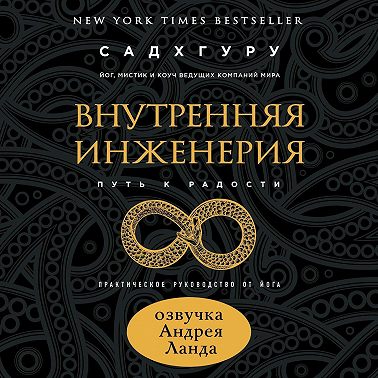 NEW YORK TIMES BESTSELLER
САДХГУРУ
ЙОГ, МИСТИК И КОУЧ ВЕДУЩИХ КОМПАНИЙ МИРА
ВНУТРЕННЯЯ
ИНЖЕНЕРИЯ
ПУТЬ К РАДОСТИ
ПРАКТИЧЕСКОЕ РУКОВОДСТВО ОТ ЙОГА
озвучка
Андрея
Ланда